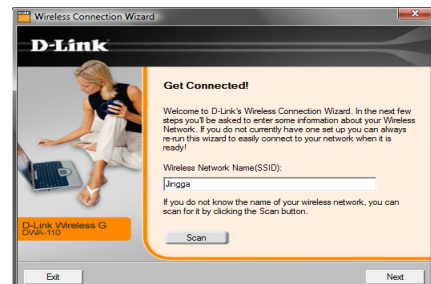 Wireless Connection Wizard
D-Link
Get Connected!
Welcome to D-Link's Wireless Connection Wizard. In the next few
steps you'll be asked to enter some information about your Wireless
Network. If you do not currently have one set up you can always
re-run this wizard to easily connect to your network when it is
ready!
Wireless Network Name(SSID):
Jingga
If you do not know the name of your wireless network, you can
scan for it by clicking the Scan button.
D-Link Wireless G
DWA-110
Scan
Exit
Next